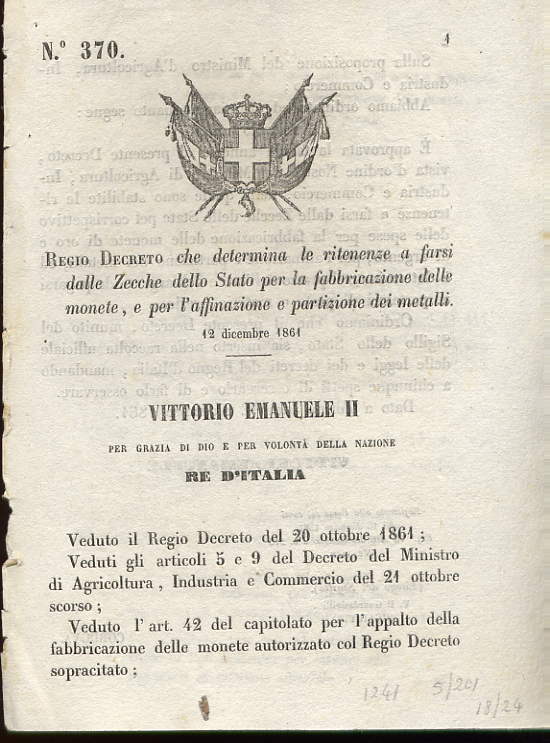 N.° 370.
1
REGIO DECRETO che determina le ritenenze a farsi
dalle Zecche dello Stato per la fabbricazione delle
monete, e per l'affinazione e partizione dei metalli.
12 dicembre 1861
VITTORIO EMANUELE II
PER GRAZIA DI DIO E PER VOLONTÀ DELLA NAZIONE
RE D'ITALIA
Veduto il Regio Decreto del 20 ottobre 1861;
Veduti gli articoli 5 e 9 del Decreto del Ministro
di Agricoltura, Industria e Commercio del 21 ottobre
scorso;
Veduto l'art. 42 del capitolato per l'appalto della
fabbricazione delle monete autorizzato col Regio Decreto
sopracitato;
1241 5/201
18/24